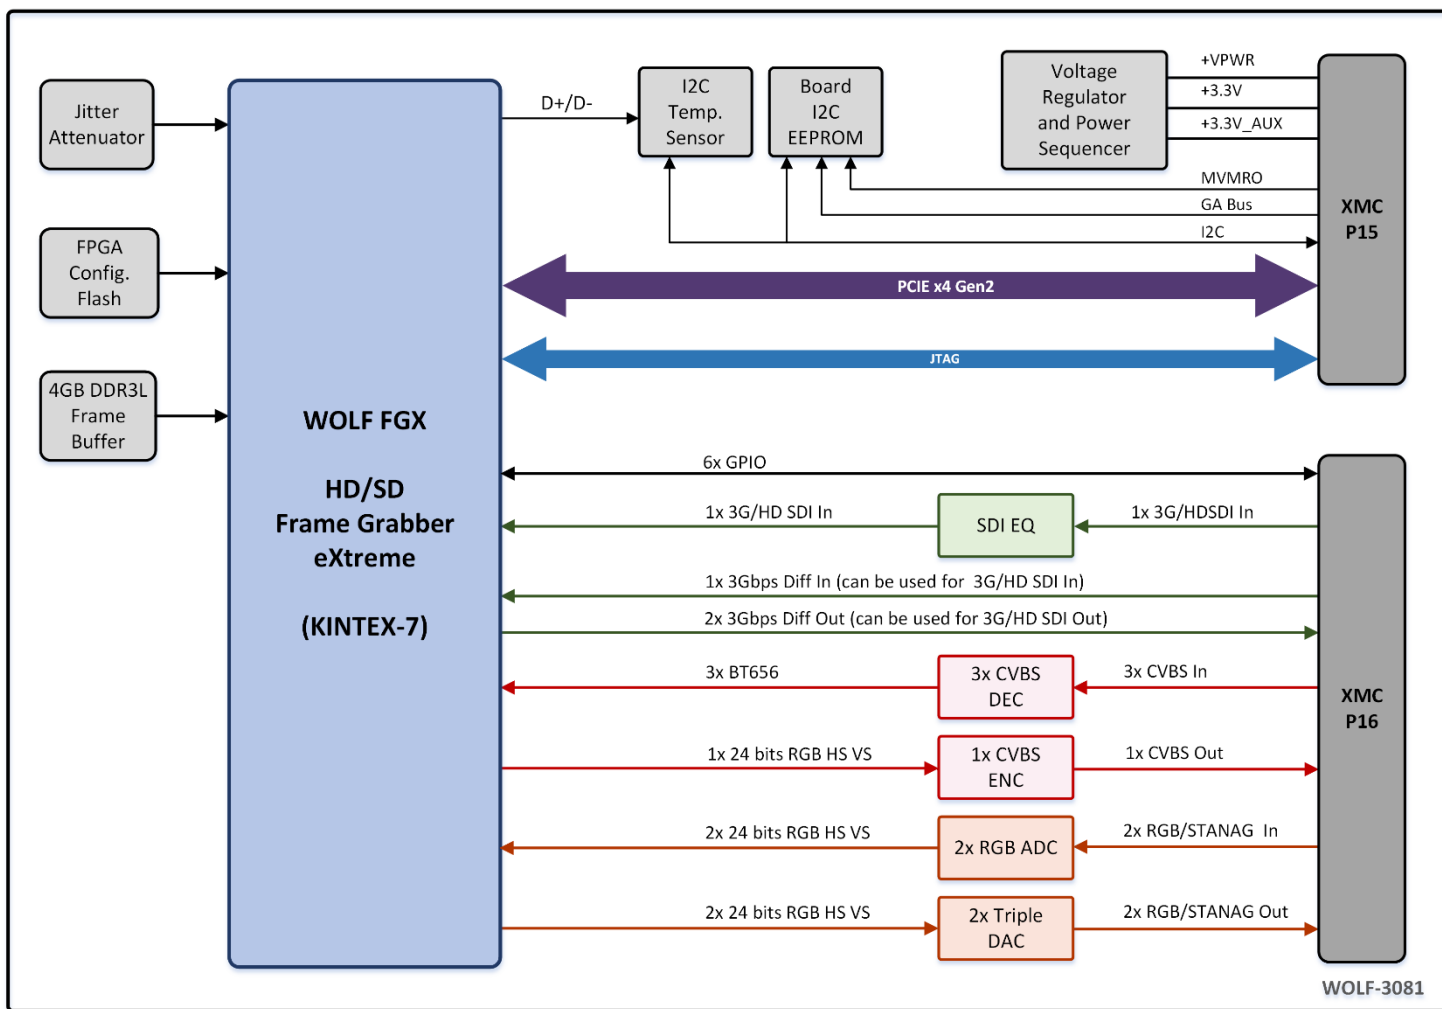 Jitter
Attenuator
FPGA
Config.
Flash
4GB DDR3L
Frame
Buffer
WOLF FGX
HD/SD
Frame Grabber
eXtreme
(KINTEX-7)
D+/D-
I2C
Temp.
Sensor
Board
I2C
EEPROM
Voltage
Regulator
and Power
Sequencer
+VPWR
+3.3V
+3.3V_AUX
MVMRO
GA Bus
I2C
XMC
P15
PCIE x4 Gen2
JTAG
6x GPIO
1x 3G/HD SDI In
SDI EQ
1x 3G/HDSDI In
1x 3Gbps Diff In (can be used for 3G/HD SDI In)
2x 3Gbps Diff Out (can be used for 3G/HD SDI Out)
3x BT656
3x CVBS
DEC
3x CVBS In
1x 24 bits RGB HS VS
1x CVBS
ENC
1x CVBS Out
2x 24 bits RGB HS VS
2x RGB ADC
2x RGB/STANAG In
2x 24 bits RGB HS VS
2x Triple
DAC
2x RGB/STANAG Out
XMC
P16
WOLF-3081